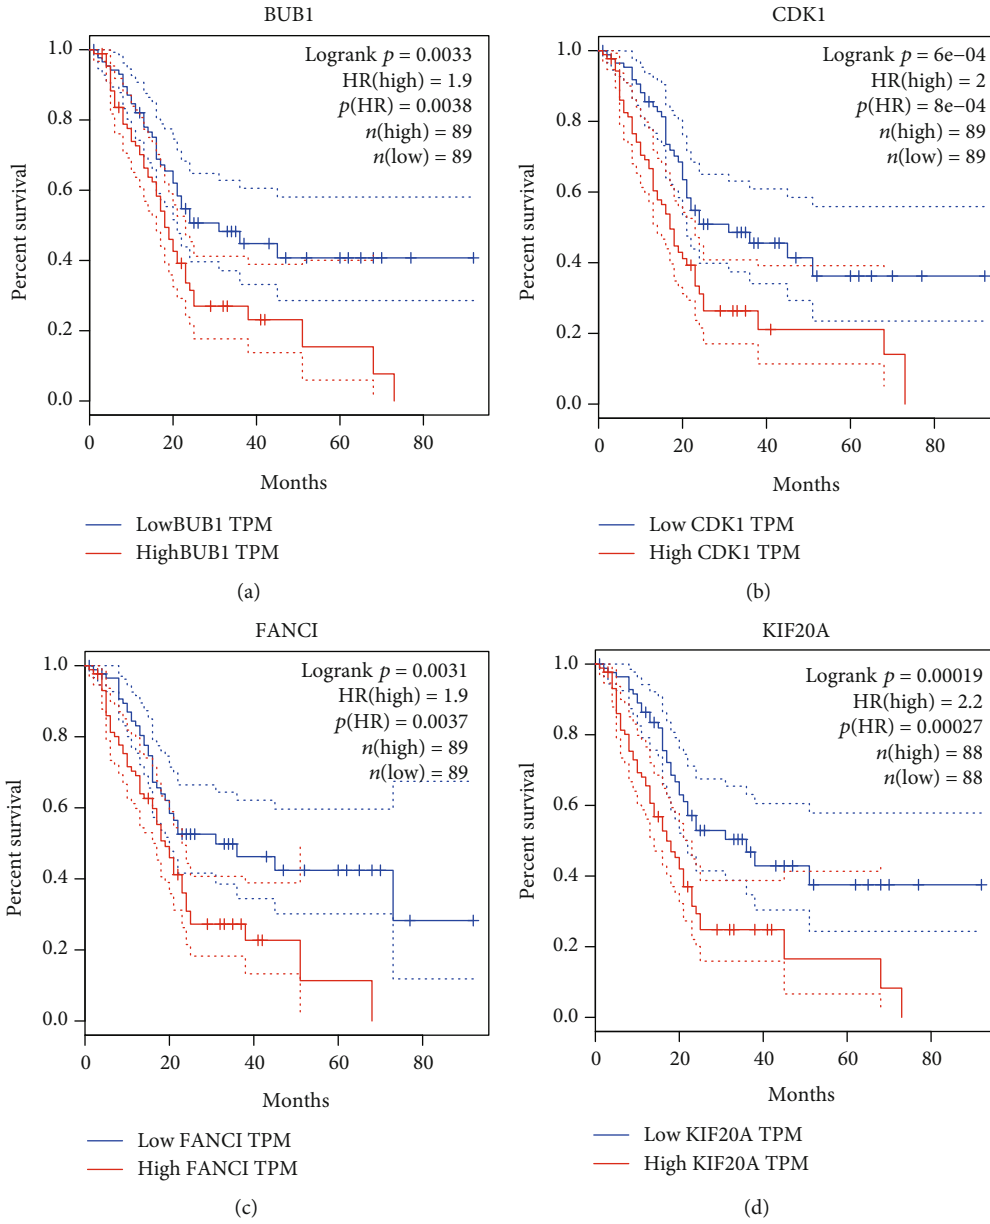 BUB1
Percent survival
1.0
0.8
0.6
0.4
0.2
0.0
Logrank p = 0.0033
HR(high) = 1.9
p(HR) = 0.0038
n(high) = 89
n(low) = 89
0 20 40 60 80
Months
LowBUB1 TPM
HighBUB1 TPM
(a)
CDK1
Percent survival
1.0
0.8
0.6
0.4
0.2
0.0
Logrank p = 6e−04
HR(high) = 2
p(HR) = 8e−04
n(high) = 89
n(low) = 89
0 20 40 60 80
Months
Low CDK1 TPM
High CDK1 TPM
(b)
FANCI
Percent survival
1.0
0.8
0.6
0.4
0.2
0.0
Logrank p = 0.0031
HR(high) = 1.9
p(HR) = 0.0037
n(high) = 89
n(low) = 89
0 20 40 60 80
Months
Low FANCI TPM
High FANCI TPM
(c)
KIF20A
Percent survival
1.0
0.8
0.6
0.4
0.2
0.0
Logrank p = 0.00019
HR(high) = 2.2
p(HR) = 0.00027
n(high) = 88
n(low) = 88
0 20 40 60 80
Months
Low KIF20A TPM
High KIF20A TPM
(d)